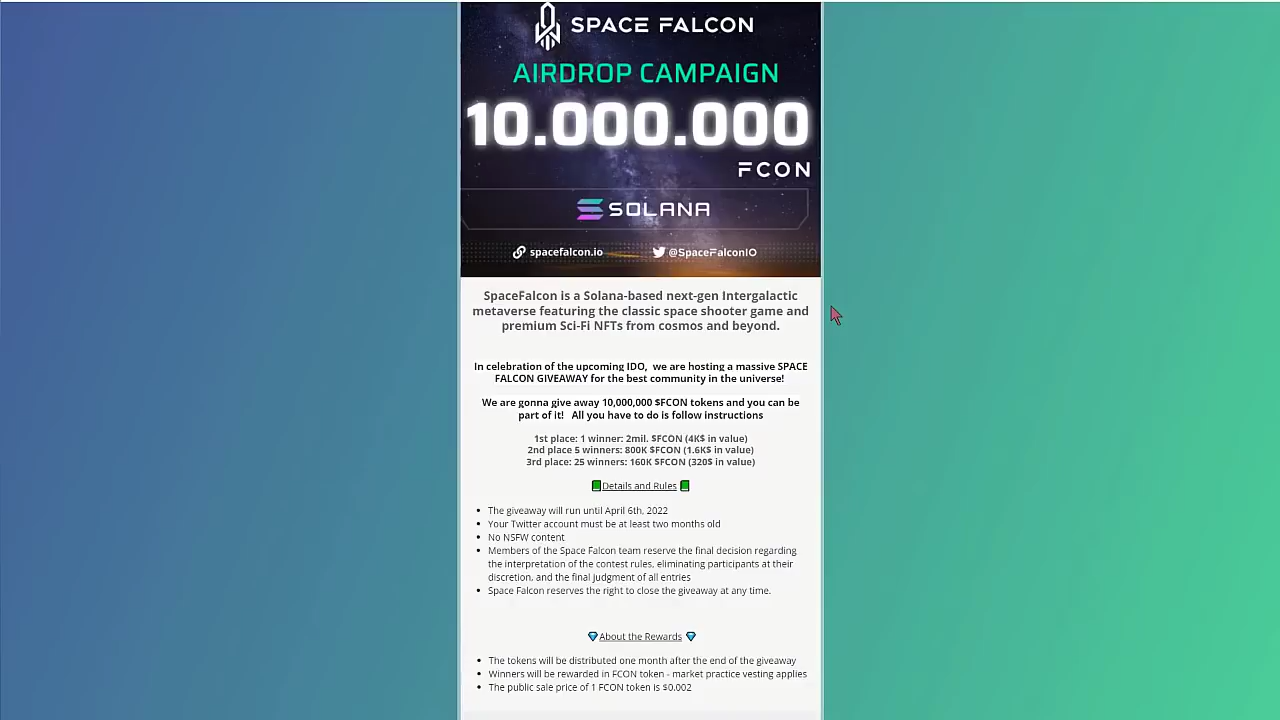 SPACE FALCON
AIRDROP CAMPAIGN
10.000.000
FCON
SOLANA
spacefalcon.io @SpaceFalconIO
SpaceFalcon is a Solana-based next-gen Intergalactic
metaverse featuring the classic space shooter game and
premium Sci-Fi NFTs from cosmos and beyond.
In celebration of the upcoming IDO, we are hosting a massive SPACE
FALCON GIVEAWAY for the best community in the universe!
We are gonna give away 10,000,000 $FCON tokens and you can be
part of it! All you have to do is follow instructions
1st place: 1 winner: 2mil. $FCON (4K$ in value)
2nd place 5 winners: 800K $FCON (1.6K$ in value)
3rd place: 25 winners: 160K $FCON (320$ in value)
Details and Rules
• The giveaway will run until April 6th, 2022
• Your Twitter account must be at least two months old
• No NSFW content
• Members of the Space Falcon team reserve the final decision regarding
the interpretation of the contest rules, eliminating participants at their
discretion, and the final judgment of all entries
• Space Falcon reserves the right to close the giveaway at any time.
About the Rewards
• The tokens will be distributed one month after the end of the giveaway
• Winners will be rewarded in FCON token - market practice vesting applies
• The public sale price of 1 FCON token is $0.002